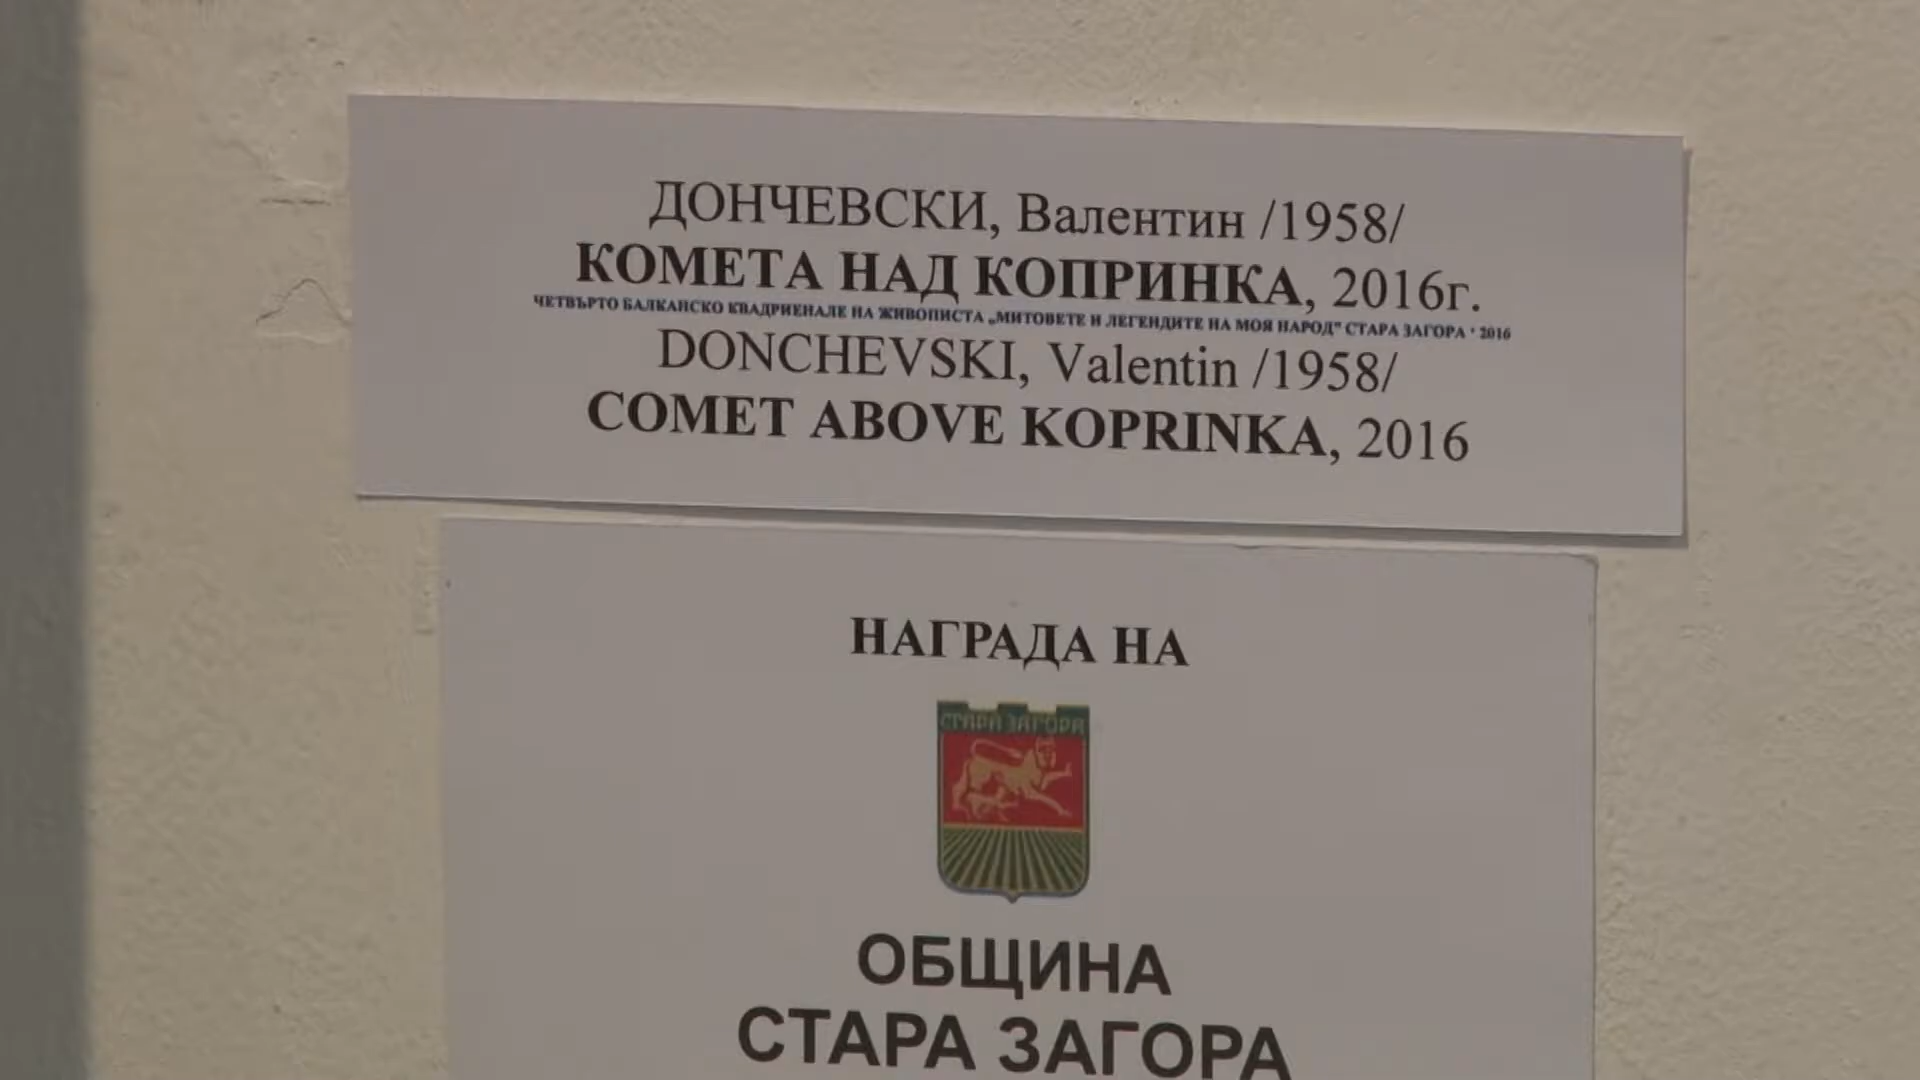 ДОНЧЕВСКИ, Валентин /1958/
КОМЕТА НАД КОПРИНКА, 2016г.
ЧЕТВЪРТО БАЛКАНСКО КВАДРИЕНАЛЕ НА ЖИВОПИСТА „МИТОВЕТЕ И ЛЕГЕНДИТЕ НА МОЯ НАРОД" СТАРА ЗАГОРА · 2016
DONCHEVSKI, Valentin /1958/
COMET ABOVE KOPRINKA, 2016
НАГРАДА НА
СТАРА ЗАГОРА
ОБЩИНА
СТАРА ЗАГОРА